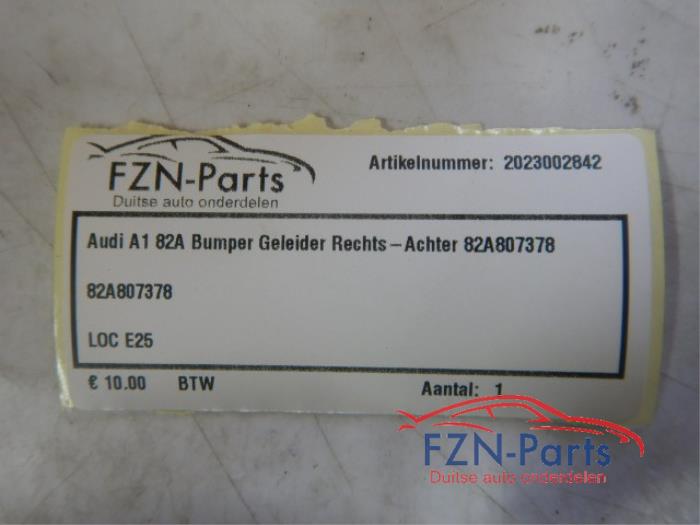 FZN-Parts
Duitse auto onderdelen
Artikelnummer: 2023002842
Audi A1 82A Bumper Geleider Rechts-Achter 82A807378
82A807378
LOC E25
€ 10.00 BTW
Aantal: 1
FZN-Parts
Duitse auto onderdelen